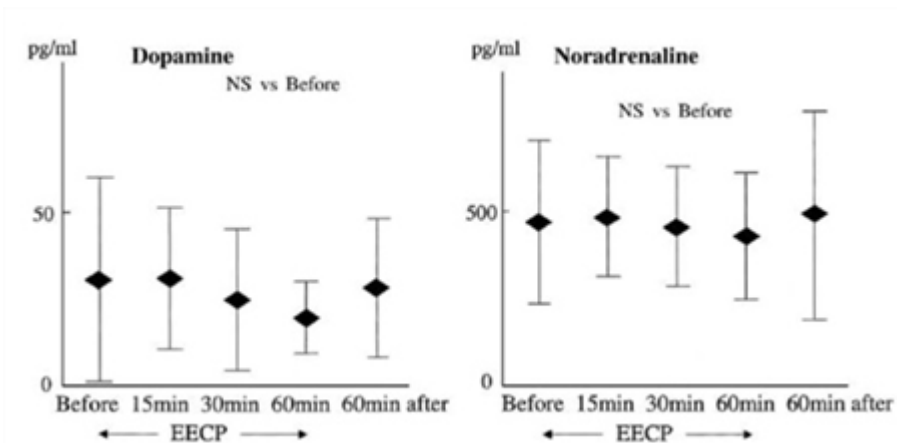 pg/ml
Dopamine
NS vs Before
50
0
Before 15min 30min 60min 60min after
EECP
pg/ml
Noradrenaline
NS vs Before
500
0
Before 15min 30min 60min 60min after
EECP